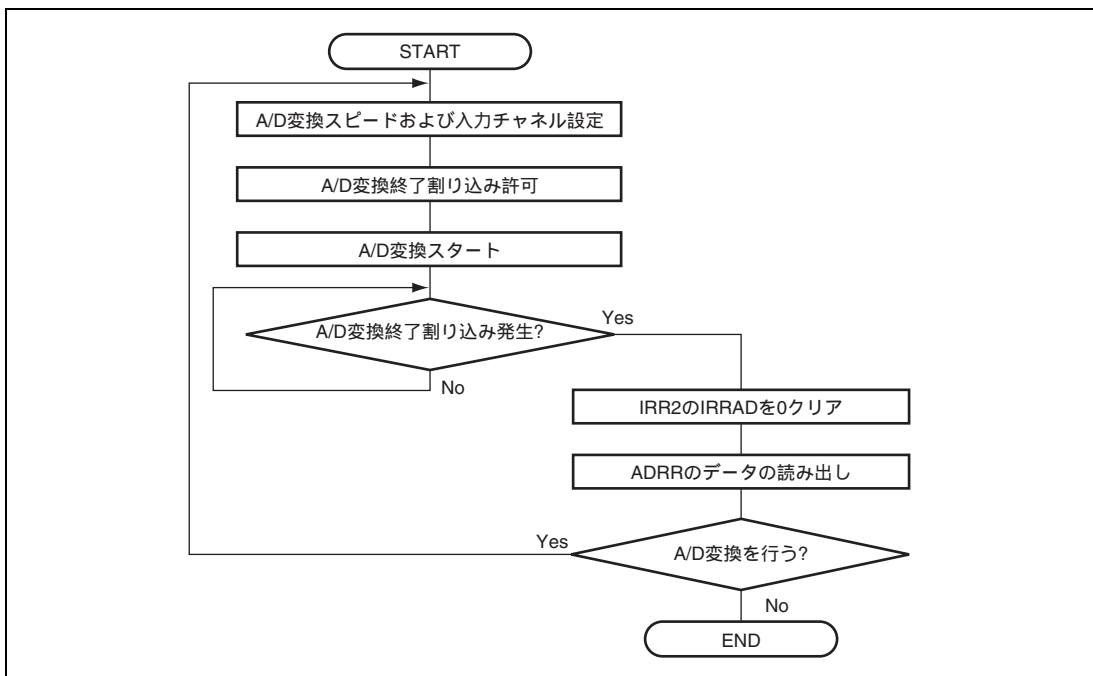 START
A/D変換スピードおよび入力チャネル設定
A/D変換終了割り込み許可
A/D変換スタート
A/D変換終了割り込み発生?
Yes
No
IRR2のIRRADを0クリア
ADRRのデータの読み出し
A/D変換を行う?
Yes
No
END